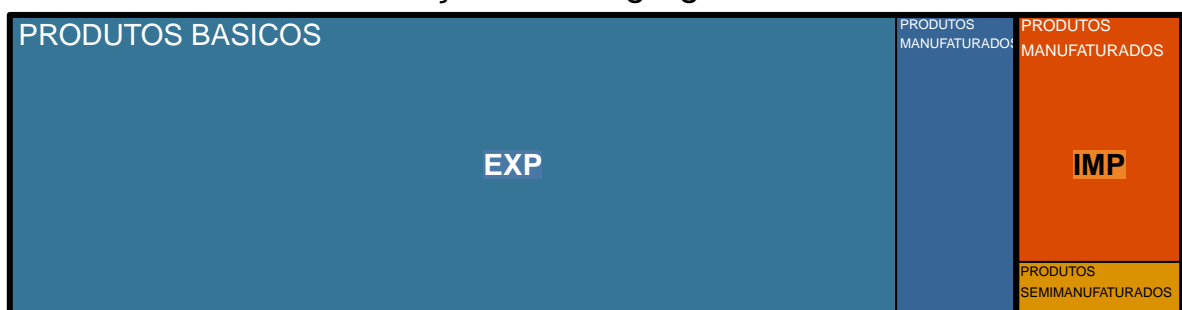 PRODUTOS BASICOS
EXP
PRODUTOS
MANUFATURADOS
PRODUTOS
MANUFATURADOS
IMP
PRODUTOS
SEMIMANUFATURADOS